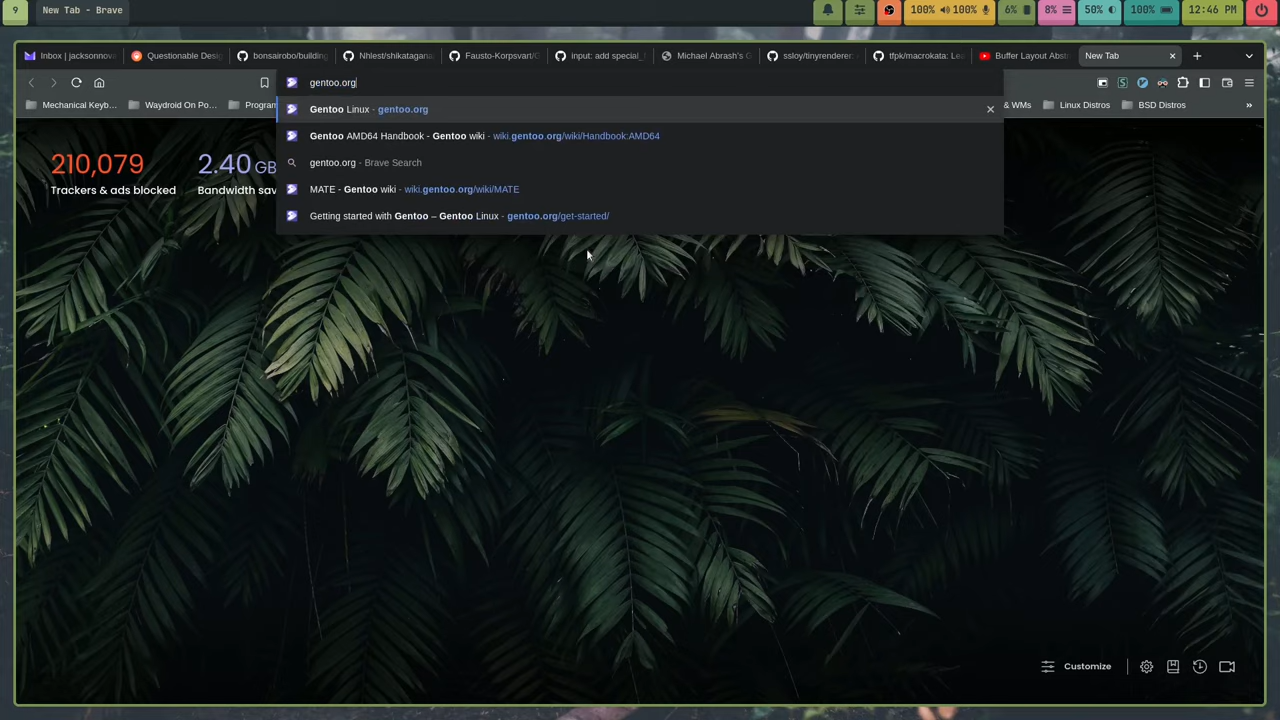 9
New Tab - Brave
100% 100%
6%
8%
50%
100%
12:46 PM
Inbox | jacksonnova
Questionable Desig
bonsairobo/building
Nhlest/shikatagana
Fausto-Korpsvart/G
input: add special_
Michael Abrash's G
ssloy/tinyrenderer:
tfpk/macrokata: Lea
Buffer Layout Abst
New Tab
gentoo.org
Mechanical Keyb...
Waydroid On Po...
Program
& WMs
Linux Distros
BSD Distros
»
Gentoo Linux - gentoo.org
Gentoo AMD64 Handbook - Gentoo wiki - wiki.gentoo.org/wiki/Handbook:AMD64
gentoo.org - Brave Search
MATE - Gentoo wiki - wiki.gentoo.org/wiki/MATE
Getting started with Gentoo – Gentoo Linux - gentoo.org/get-started/
210,079
Trackers & ads blocked
2.40 GB
Bandwidth sav
Customize